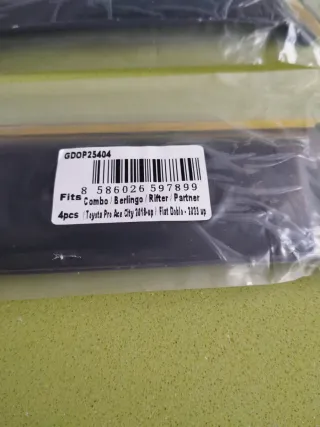 GDOP25404
8 586026 597899
Fits Combo / Berlingo / Rifter / Partner
4pcs / Toyota Pro Ace City 2018-up / Fiat Doblo - 2022 up